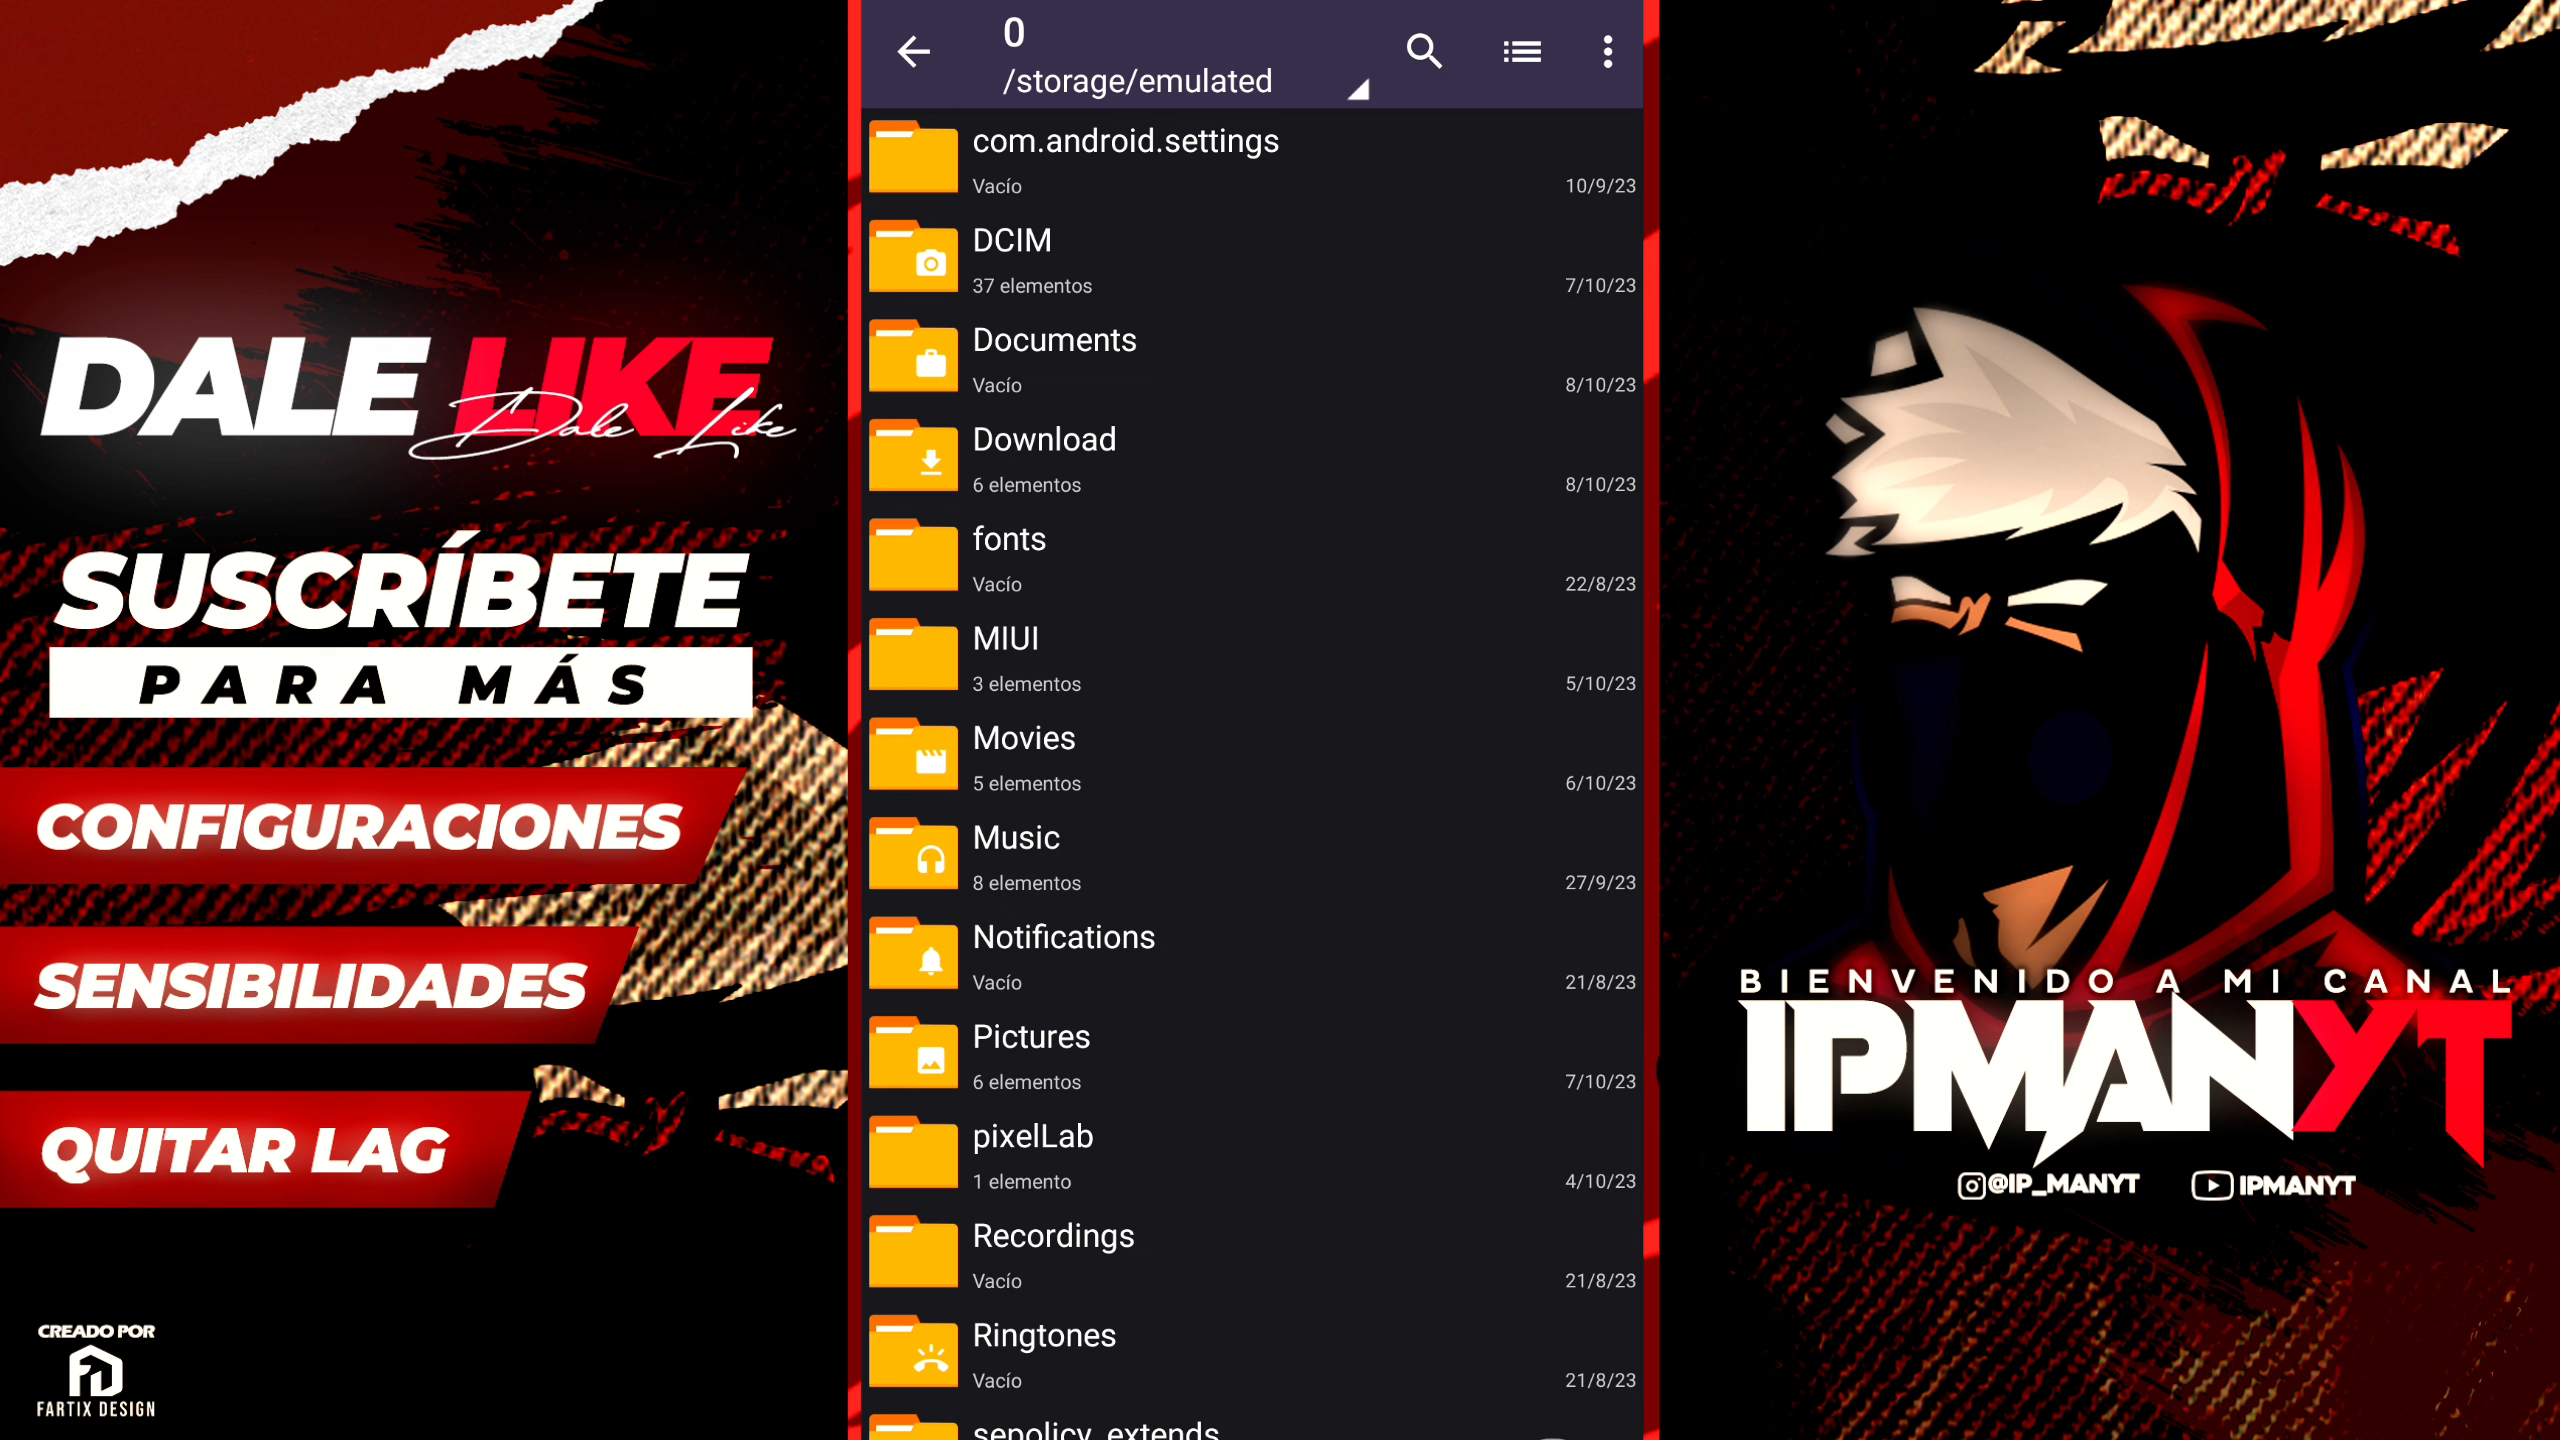 DALE LIKE
Dale Like
SUSCRÍBETE
PARA MÁS
CONFIGURACIONES
SENSIBILIDADES
QUITAR LAG
CREADO POR
FARTIX DESIGN
0
/storage/emulated
com.android.settings
Vacío 10/9/23
DCIM
37 elementos 7/10/23
Documents
Vacío 8/10/23
Download
6 elementos 8/10/23
fonts
Vacío 22/8/23
MIUI
3 elementos 5/10/23
Movies
5 elementos 6/10/23
Music
8 elementos 27/9/23
Notifications
Vacío 21/8/23
Pictures
6 elementos 7/10/23
pixelLab
1 elemento 4/10/23
Recordings
Vacío 21/8/23
Ringtones
Vacío 21/8/23
sepolicy_extends
BIENVENIDO A MI CANAL
IPMANYT
@IP_MANYT IPMANYT